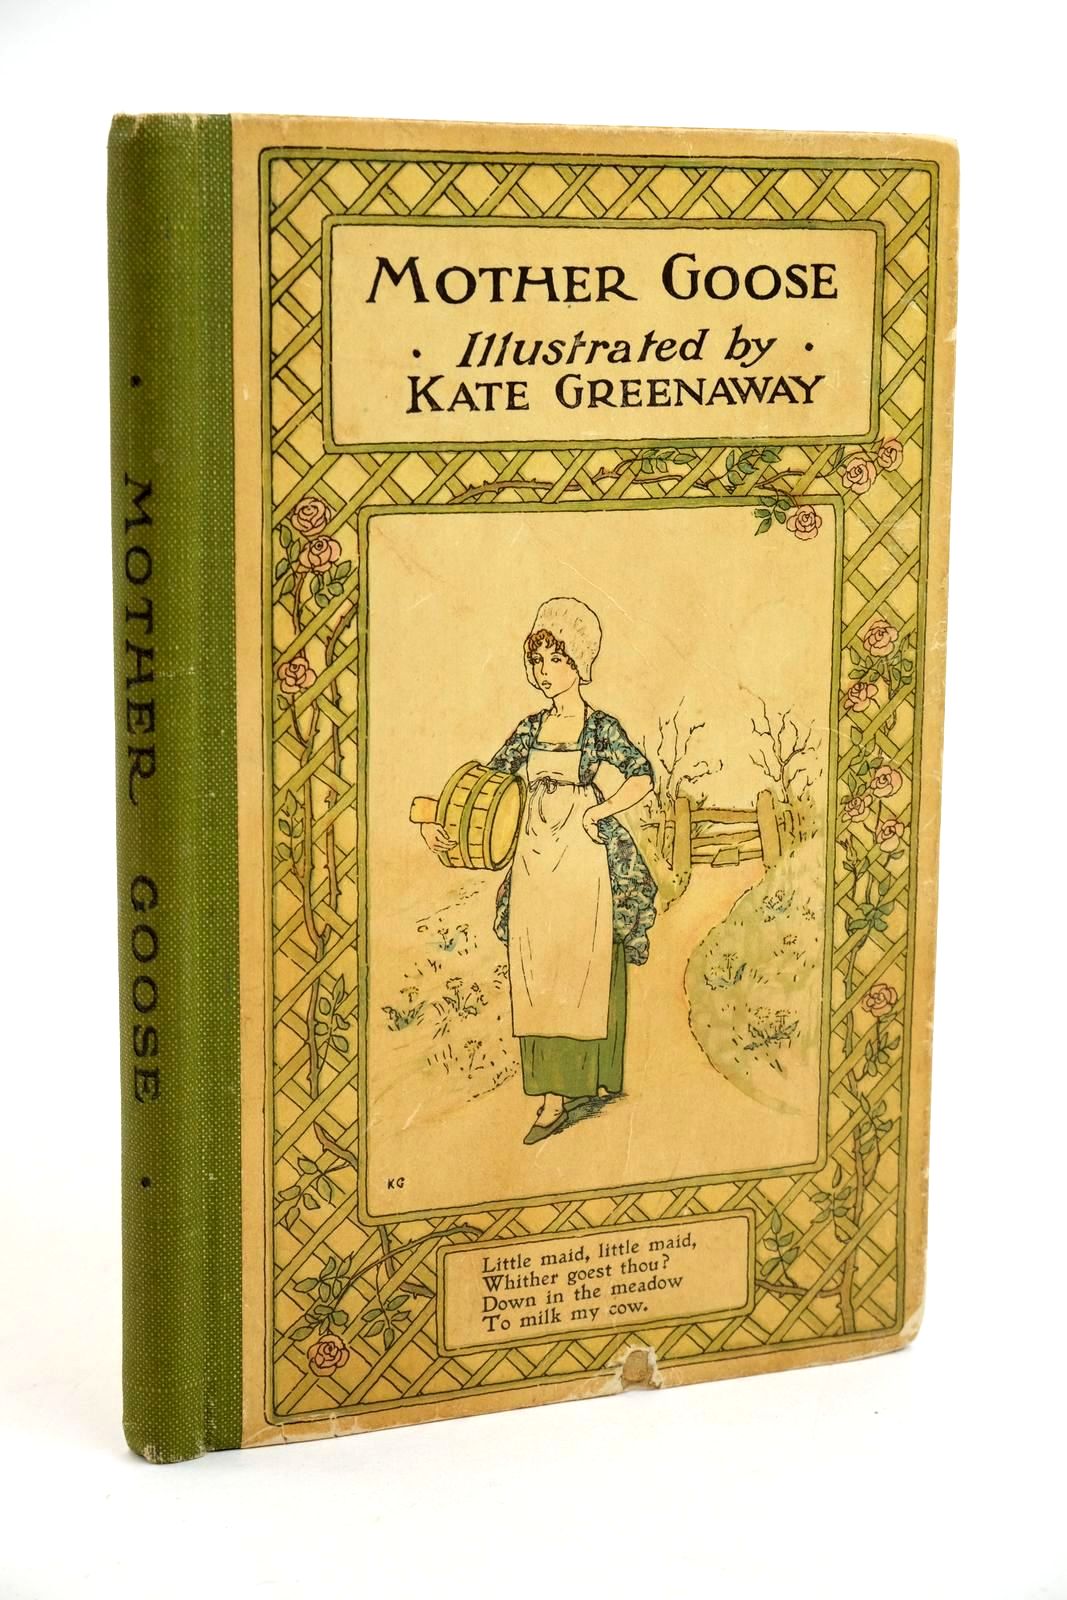 MOTHER GOOSE
· Illustrated by ·
KATE GREENAWAY
KG
Little maid, little maid,
Whither goest thou?
Down in the meadow
To milk my cow.
· MOTHER GOOSE ·